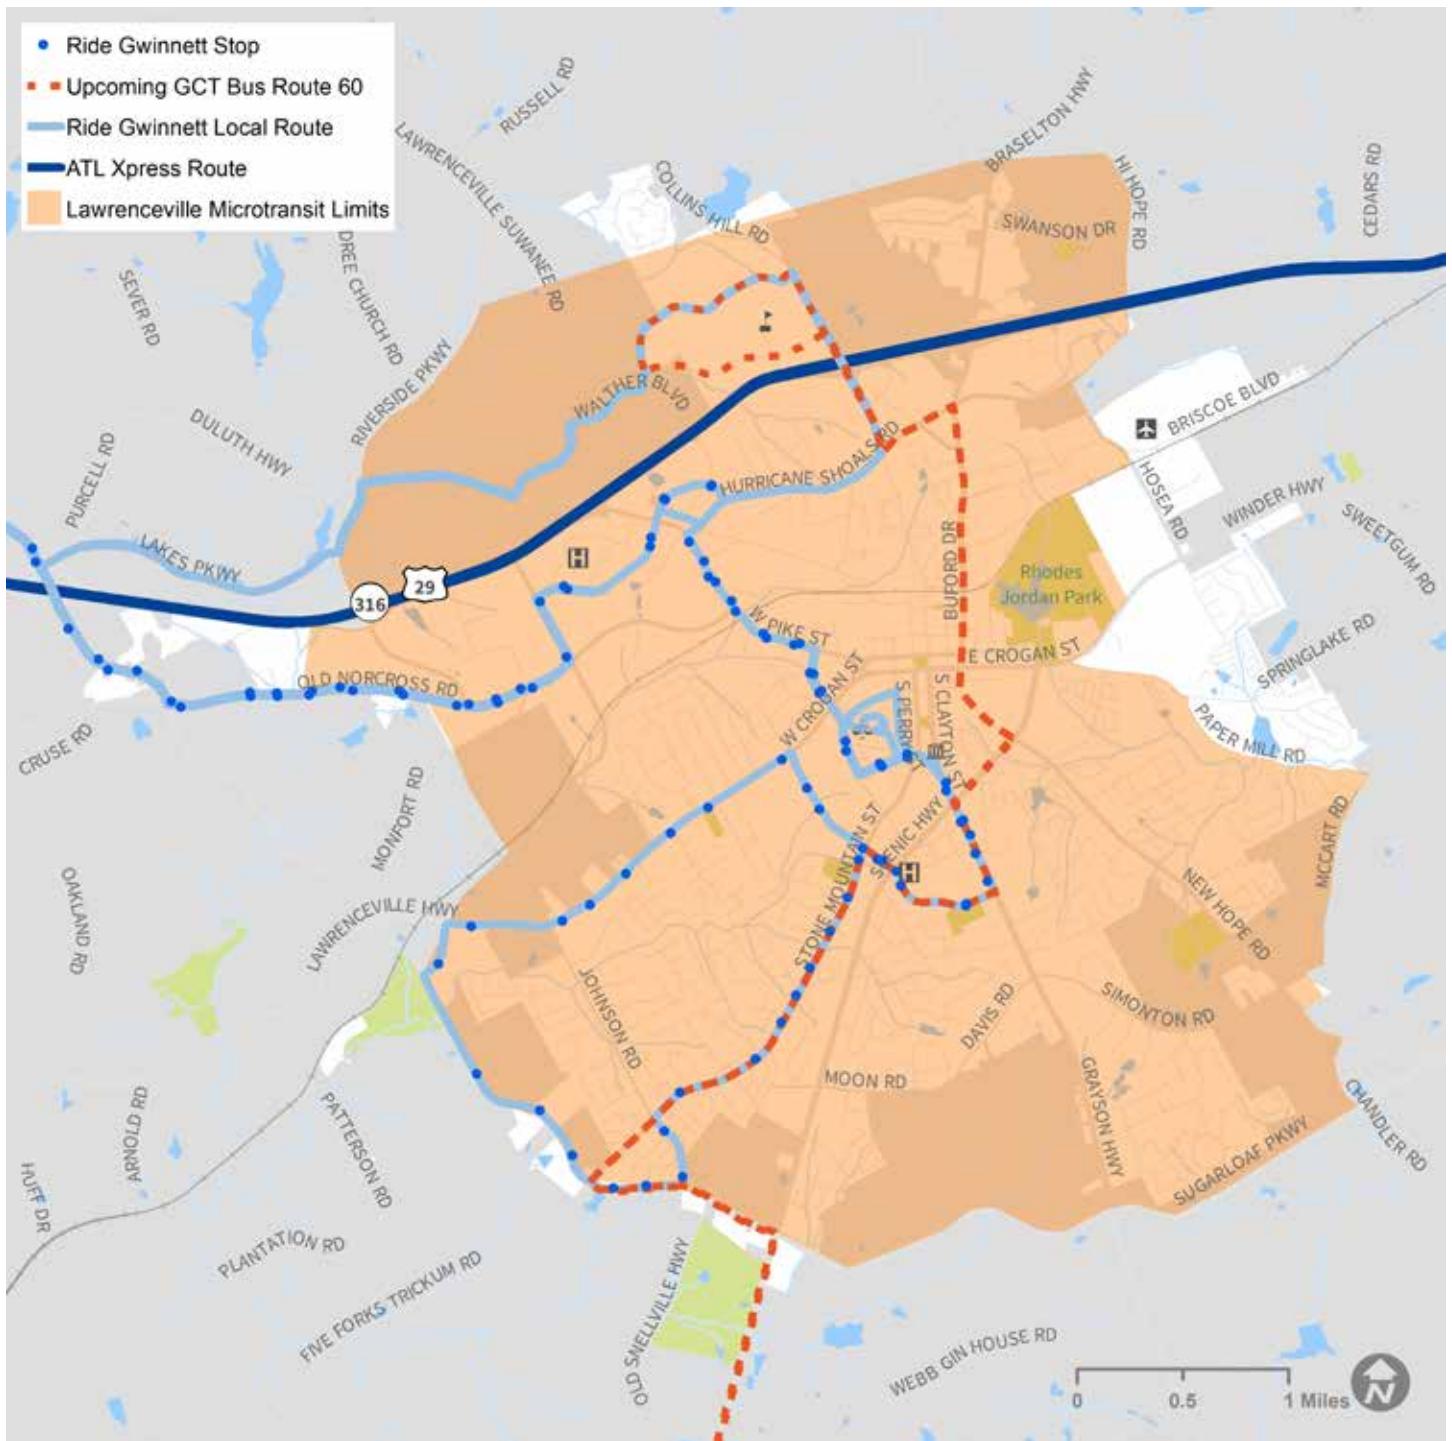 Ride Gwinnett Stop
Upcoming GCT Bus Route 60
Ride Gwinnett Local Route
ATL Xpress Route
Lawrenceville Microtransit Limits
RUSSELL RD
LAWRENCEVILLE SUWANEE RD
BRASELTON HWY
COLLINS HILL RD
HI HOPE RD
CEDARS RD
SWANSON DR
DREE CHURCH RD
SEVER RD
RIVERSIDE PKWY
WALTHER BLVD
BRISCOE BLVD
DULUTH HWY
PURCELL RD
HURRICANE SHOALS RD
HOSEA RD
WINDER HWY
SWEETGUM RD
LAKES PKWY
H
29
316
BUFORD DR
Rhodes
Jordan Park
W PIKE ST
E CROGAN ST
SPRINGLAKE RD
OLD NORCROSS RD
W CROGAN ST
S PERRY ST
S CLAYTON ST
PAPER MILL RD
CRUSE RD
MONFORT RD
SCENIC HWY
MCCART RD
STONE MOUNTAIN ST
H
OAKLAND RD
LAWRENCEVILLE HWY
NEW HOPE RD
JOHNSON RD
DAVIS RD
SIMONTON RD
MOON RD
GRAYSON HWY
CHANDLER RD
ARNOLD RD
PATTERSON RD
SUGARLOAF PKWY
HUFF DR
PLANTATION RD
FIVE FORKS TRICKUM RD
OLD SNELLVILLE HWY
WEBB GIN HOUSE RD
N
0 0.5 1 Miles